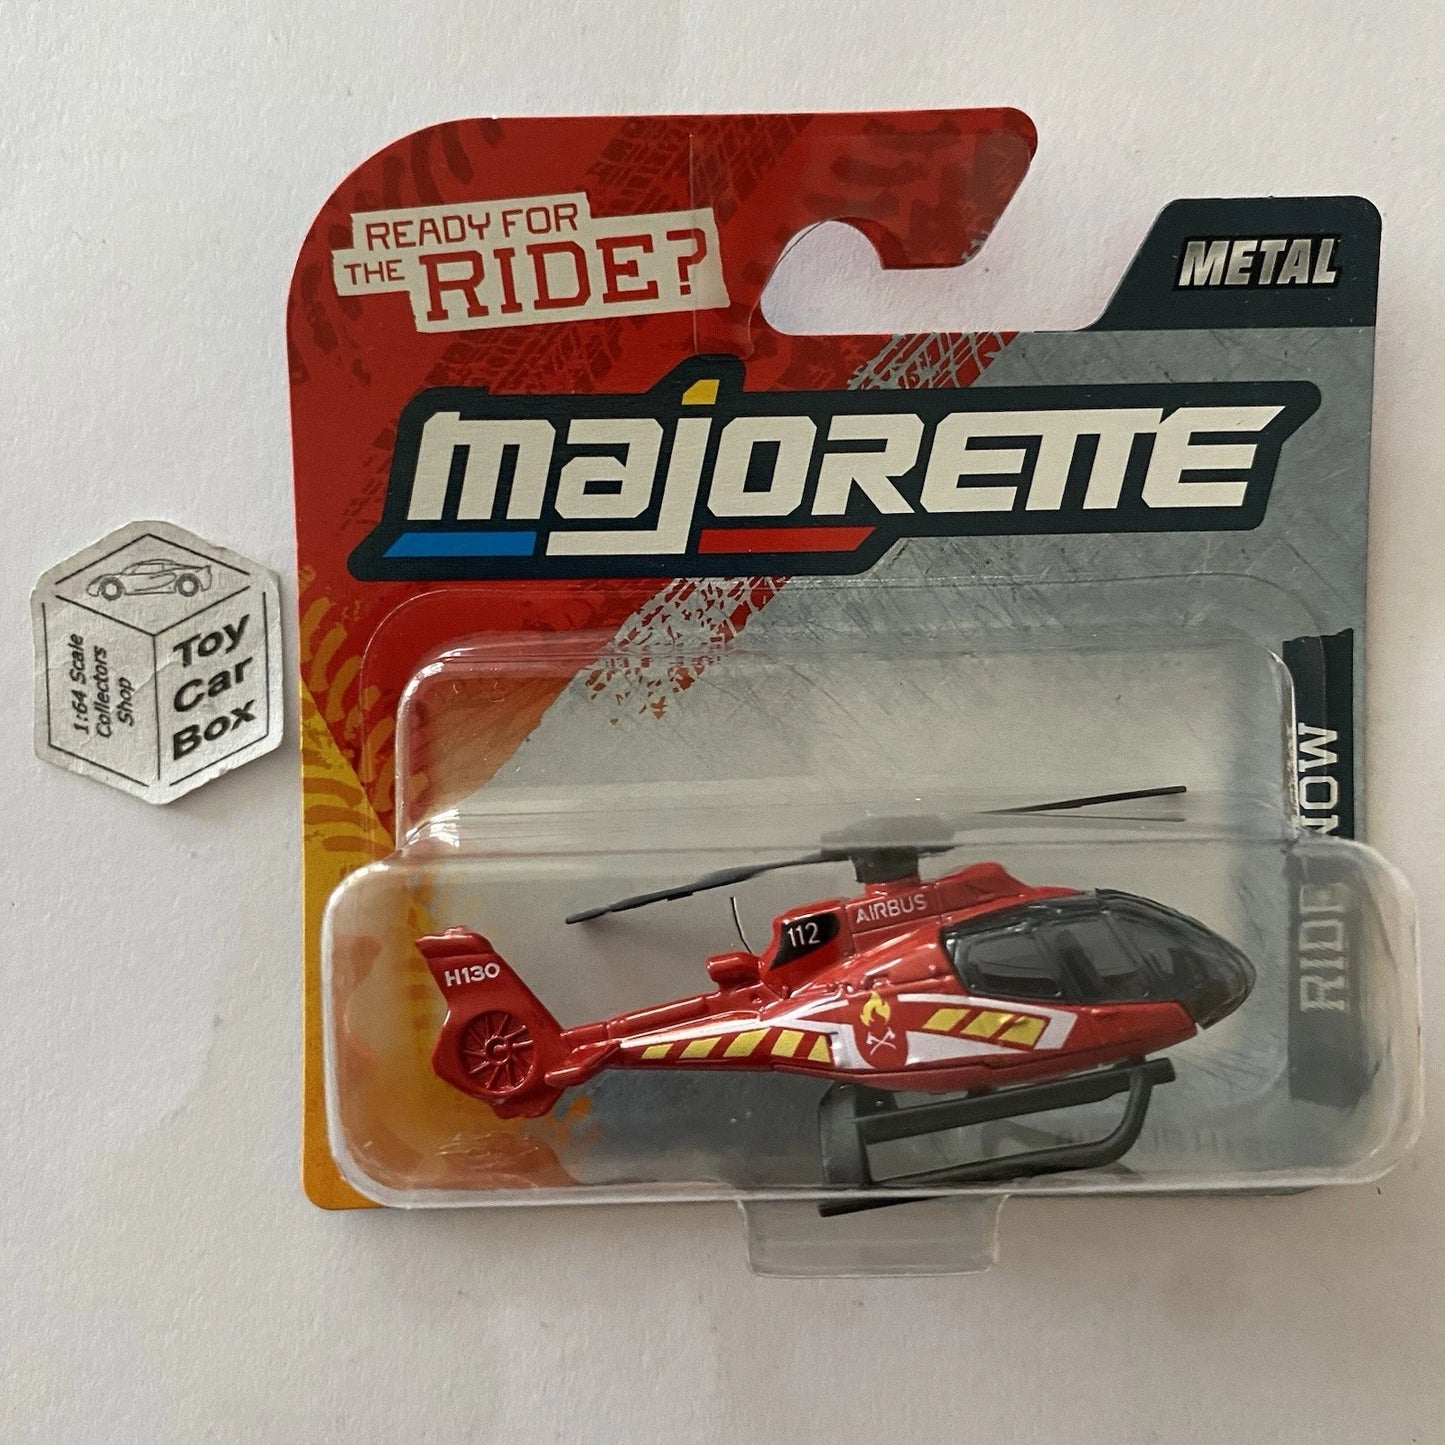 READY FOR
THE RIDE?
METAL
majORETTE
1:64 Scale
Collectors
Shop
Toy
Car
Box
RIDE NOW
AIRBUS
112
H130